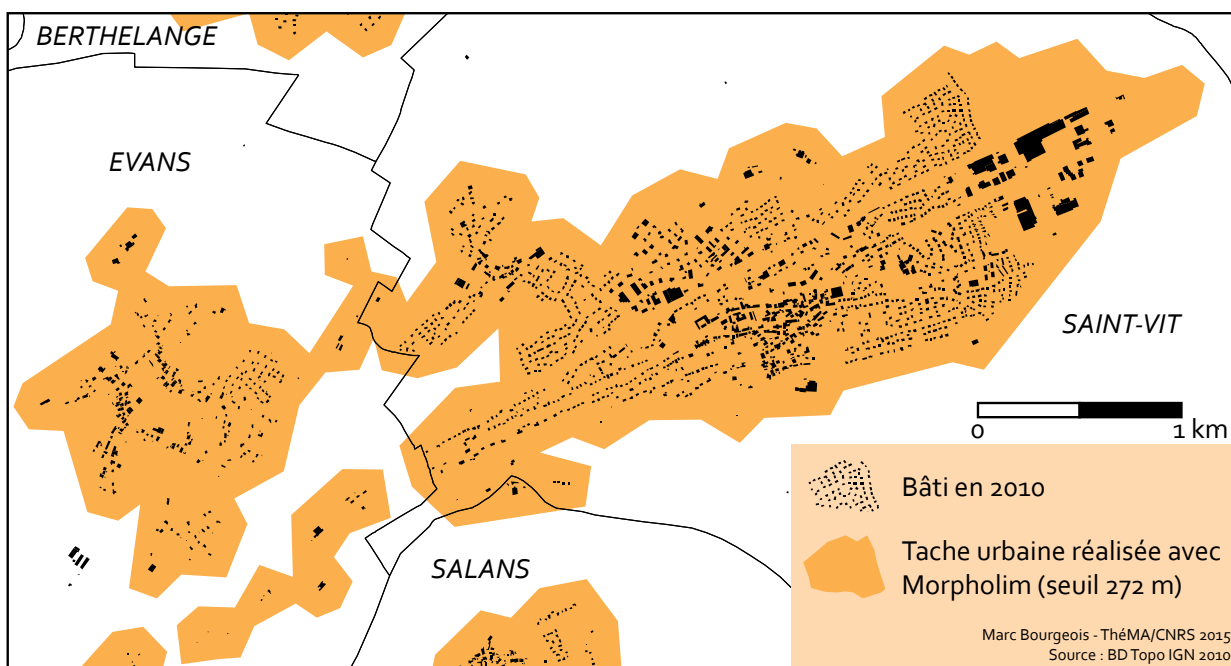 BERTHELANGE
EVANS
SAINT-VIT
0 1 km
SALANS
Bâti en 2010
Tache urbaine réalisée avec
Morpholim (seuil 272 m)
Marc Bourgeois - ThéMA/CNRS 2015
Source : BD Topo IGN 2010